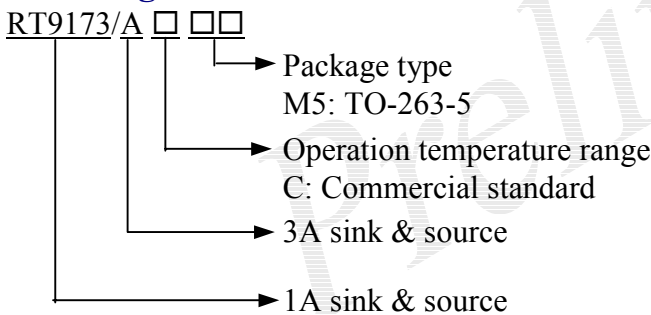 RT9173/A □ □□
Package type
M5: TO-263-5
Operation temperature range
C: Commercial standard
3A sink & source
1A sink & source